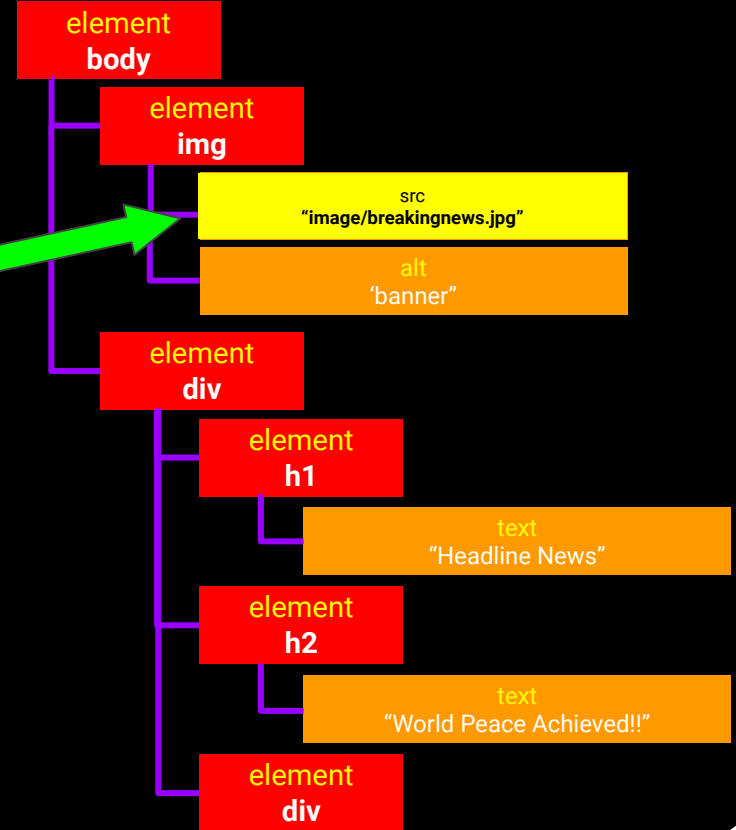 element
body
element
img
src
“image/breakingnews.jpg”
alt
‘banner”
element
div
element
h1
text
“Headline News”
element
h2
text
“World Peace Achieved!!”
element
div